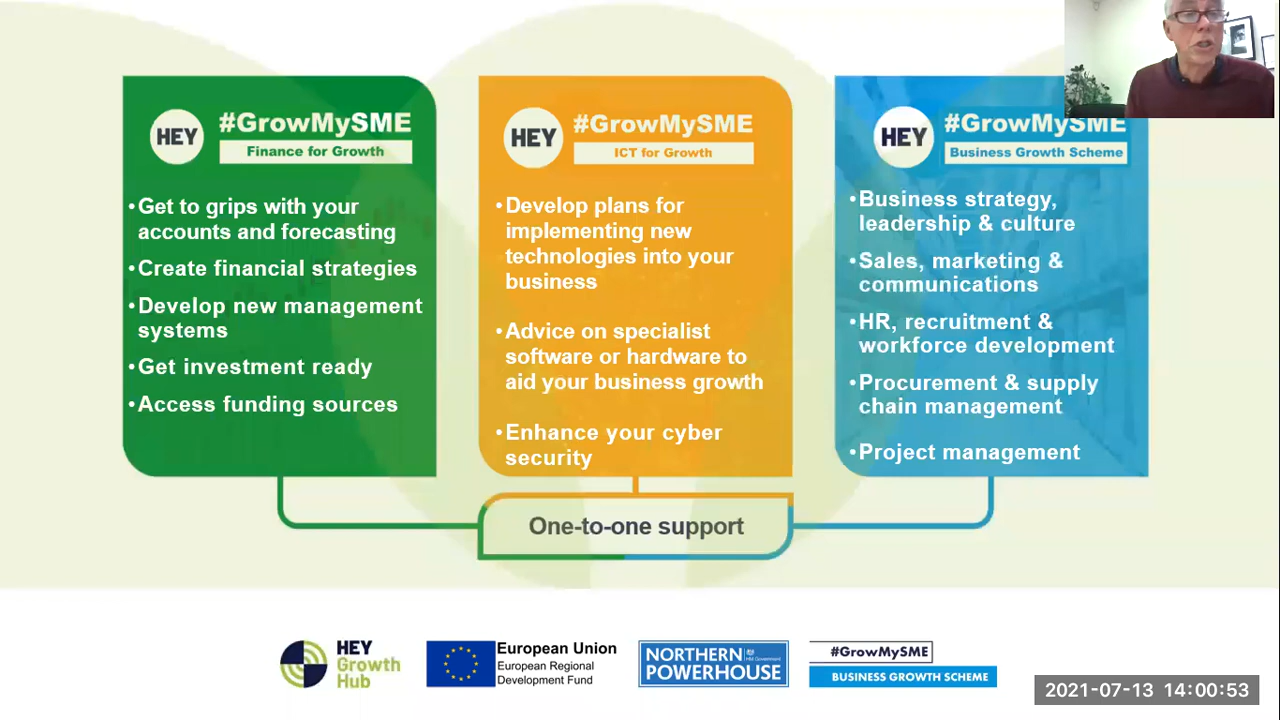 HEY
#GrowMySME
Finance for Growth
•Get to grips with your
accounts and forecasting
•Create financial strategies
•Develop new management
systems
•Get investment ready
•Access funding sources
HEY
#GrowMySME
ICT for Growth
•Develop plans for
implementing new
technologies into your
business
•Advice on specialist
software or hardware to
aid your business growth
•Enhance your cyber
security
HEY
#GrowMySME
Business Growth Scheme
•Business strategy,
leadership & culture
•Sales, marketing &
communications
•HR, recruitment &
workforce development
•Procurement & supply
chain management
•Project management
One-to-one support
HEY
Growth
Hub
European Union
European Regional
Development Fund
NORTHERN
POWERHOUSE
HM Government
#GrowMySME
BUSINESS GROWTH SCHEME
2021-07-13 14:00:53